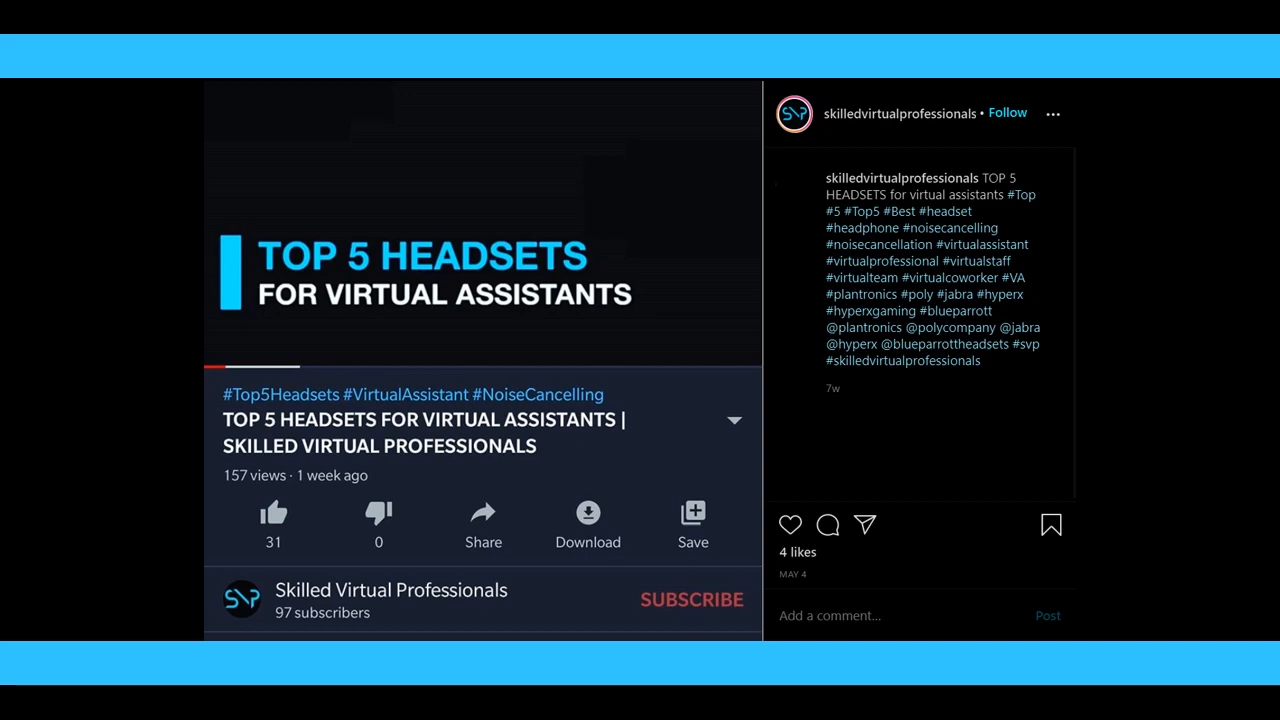 TOP 5 HEADSETS
FOR VIRTUAL ASSISTANTS
#Top5Headsets #VirtualAssistant #NoiseCancelling
TOP 5 HEADSETS FOR VIRTUAL ASSISTANTS |
SKILLED VIRTUAL PROFESSIONALS
157 views · 1 week ago
31
0
Share
Download
Save
SVP
Skilled Virtual Professionals
97 subscribers
SUBSCRIBE
SVP
skilledvirtualprofessionals • Follow
skilledvirtualprofessionals TOP 5
HEADSETS for virtual assistants #Top
#5 #Top5 #Best #headset
#headphone #noisecancelling
#noisecancellation #virtualassistant
#virtualprofessional #virtualstaff
#virtualteam #virtualcoworker #VA
#plantronics #poly #jabra #hyperx
#hyperxgaming #blueparrott
@plantronics @polycompany @jabra
@hyperx @blueparrottheadsets #svp
#skilledvirtualprofessionals
7w
4 likes
MAY 4
Add a comment...
Post